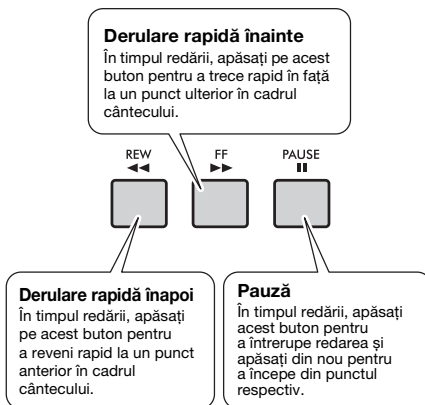 Derulare rapidă înainte
În timpul redării, apăsați pe acest
buton pentru a trece rapid în față
la un punct ulterior în cadrul
cântecului.
REW
◄◄
FF
►►
PAUSE
Derulare rapidă înapoi
În timpul redării, apăsați
pe acest buton pentru
a reveni rapid la un punct
anterior în cadrul
cântecului.
Pauză
În timpul redării, apăsați
acest buton pentru
a întrerupe redarea și
apăsați din nou pentru
a începe din punctul
respectiv.